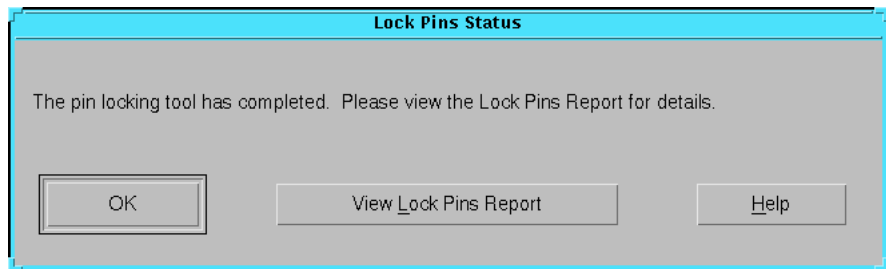 Lock Pins Status
The pin locking tool has completed.  Please view the Lock Pins Report for details.
OK
View Lock Pins Report
Help